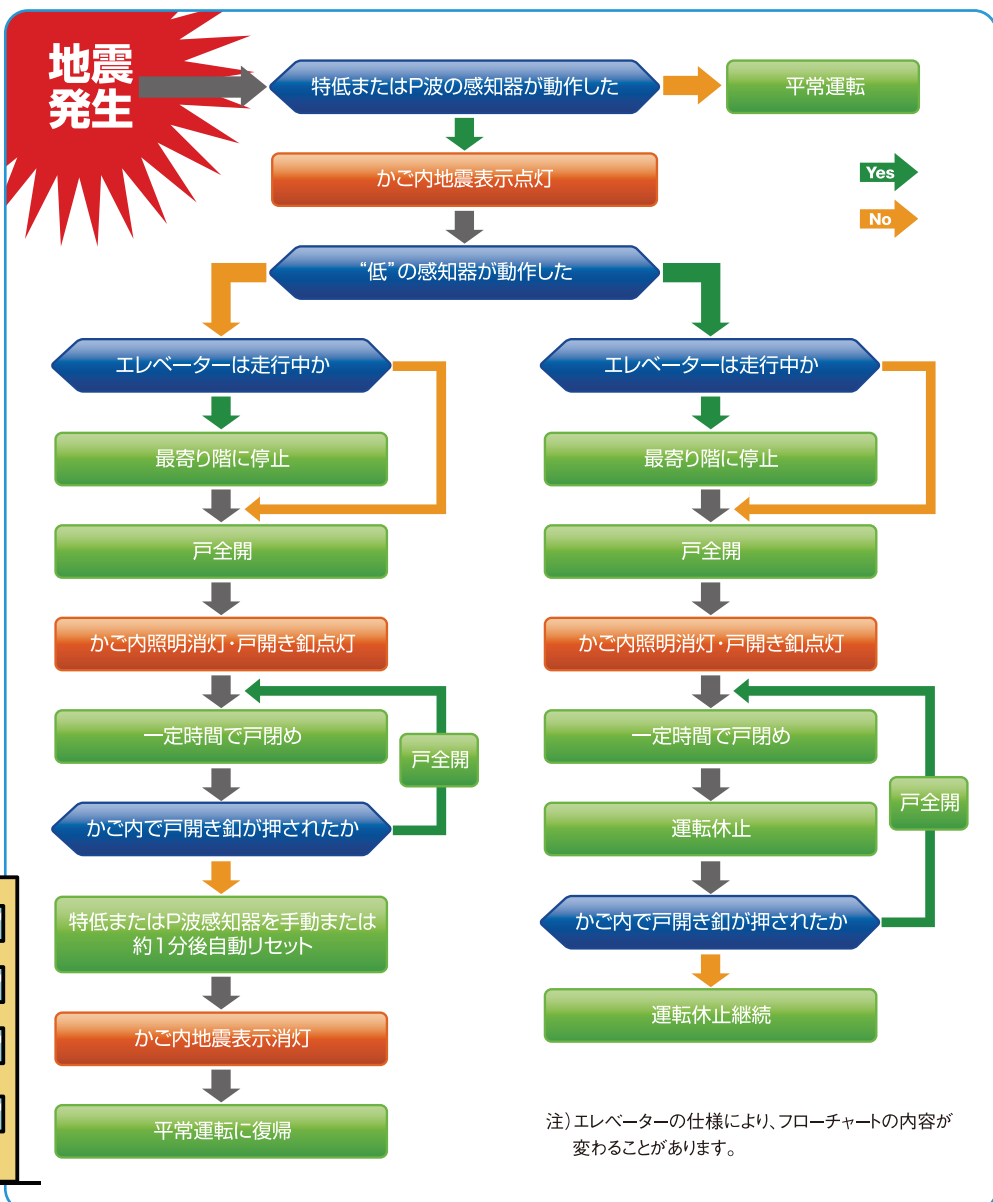 地震
発生
特低またはP波の感知器が動作した
平常運転
かご内地震表示点灯
Yes
No
“低”の感知器が動作した
エレベーターは走行中か
最寄り階に停止
戸全開
かご内照明消灯・戸開き釦点灯
一定時間で戸閉め
戸全開
かご内で戸開き釦が押されたか
特低またはP波感知器を手動または
約1分後自動リセット
かご内地震表示消灯
平常運転に復帰
エレベーターは走行中か
最寄り階に停止
戸全開
かご内照明消灯・戸開き釦点灯
一定時間で戸閉め
運転休止
戸全開
かご内で戸開き釦が押されたか
運転休止継続
注)エレベーターの仕様により、フローチャートの内容が
変わることがあります。